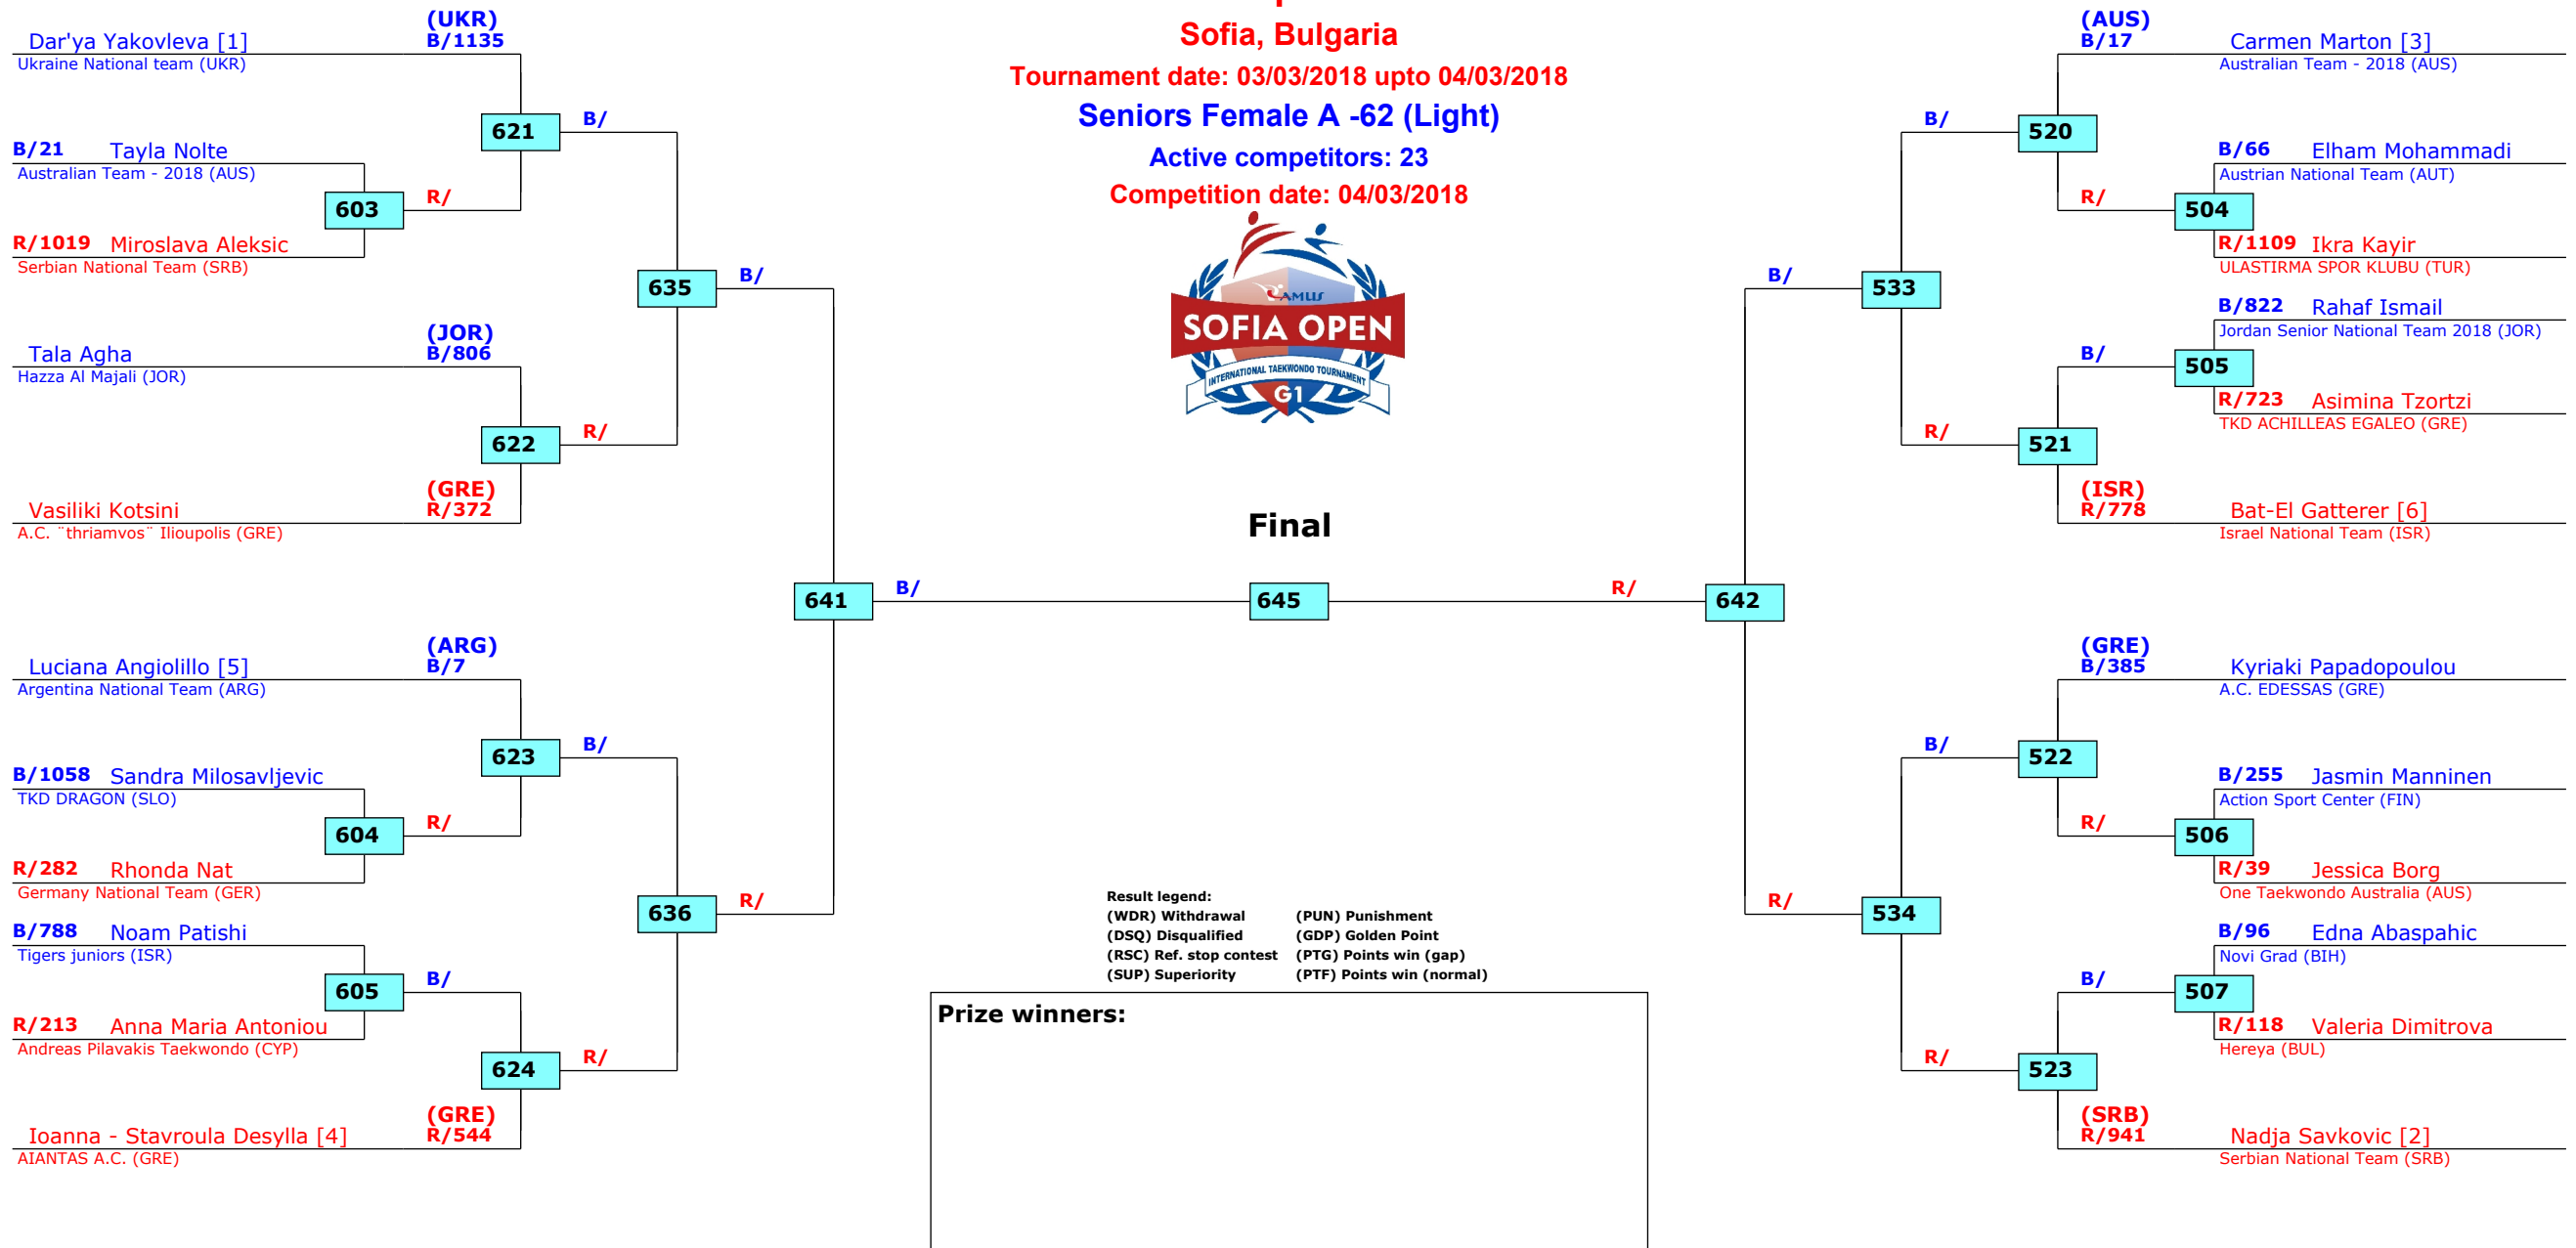 Sofia, Bulgaria
Tournament date: 03/03/2018 upto 04/03/2018
Seniors Female A -62 (Light)
Active competitors: 23
Competition date: 04/03/2018
RAMUS
SOFIA OPEN
INTERNATIONAL TAEKWONDO TOURNAMENT
G1
(UKR)
Dar'ya Yakovleva [1] B/1135
Ukraine National team (UKR)
621
B/
B/21 Tayla Nolte
Australian Team - 2018 (AUS)
603
R/
R/1019 Miroslava Aleksic
Serbian National Team (SRB)
635
B/
(JOR)
Tala Agha B/806
Hazza Al Majali (JOR)
622
R/
(GRE)
Vasiliki Kotsini R/372
A.C. ¨thriamvos¨ Ilioupolis (GRE)
641
B/
(ARG)
Luciana Angiolillo [5] B/7
Argentina National Team (ARG)
623
B/
B/1058 Sandra Milosavljevic
TKD DRAGON (SLO)
604
R/
R/282 Rhonda Nat
Germany National Team (GER)
636
R/
B/788 Noam Patishi
Tigers juniors (ISR)
605
B/
R/213 Anna Maria Antoniou
Andreas Pilavakis Taekwondo (CYP)
624
R/
(GRE)
Ioanna - Stavroula Desylla [4] R/544
AIANTAS A.C. (GRE)
Final
645
(AUS)
B/17 Carmen Marton [3]
Australian Team - 2018 (AUS)
B/
520
B/66 Elham Mohammadi
Austrian National Team (AUT)
R/
504
R/1109 Ikra Kayir
ULASTIRMA SPOR KLUBU (TUR)
B/
533
B/822 Rahaf Ismail
Jordan Senior National Team 2018 (JOR)
B/
505
R/723 Asimina Tzortzi
TKD ACHILLEAS EGALEO (GRE)
R/
521
(ISR)
R/778 Bat-El Gatterer [6]
Israel National Team (ISR)
R/
642
(GRE)
B/385 Kyriaki Papadopoulou
A.C. EDESSAS (GRE)
B/
522
B/255 Jasmin Manninen
Action Sport Center (FIN)
R/
506
R/39 Jessica Borg
One Taekwondo Australia (AUS)
R/
534
B/96 Edna Abaspahic
Novi Grad (BIH)
B/
507
R/118 Valeria Dimitrova
Hereya (BUL)
R/
523
(SRB)
R/941 Nadja Savkovic [2]
Serbian National Team (SRB)
Result legend:
(WDR) Withdrawal (PUN) Punishment
(DSQ) Disqualified (GDP) Golden Point
(RSC) Ref. stop contest (PTG) Points win (gap)
(SUP) Superiority (PTF) Points win (normal)
Prize winners: